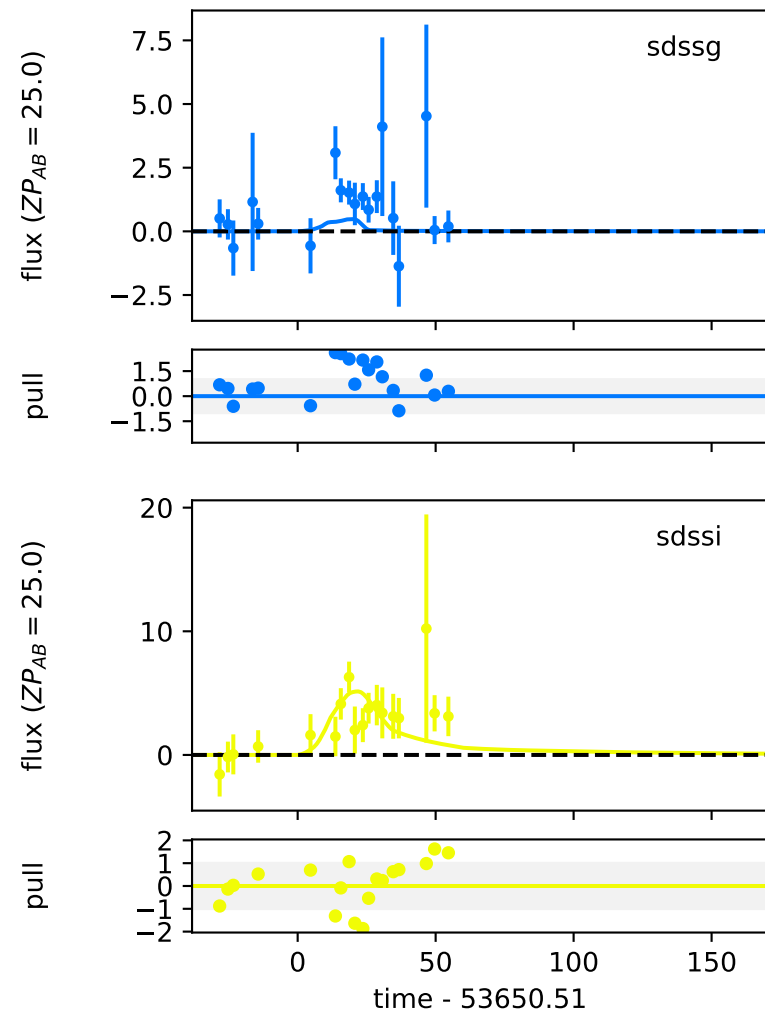 flux ($ZP_{AB}$ = 25.0)
7.5
5.0
2.5
0.0
−2.5
sdssg
pull
1.5
0.0
−1.5
flux ($ZP_{AB}$ = 25.0)
20
10
0
sdssi
pull
2
1
0
−1
−2
0 50 100 150
time - 53650.51